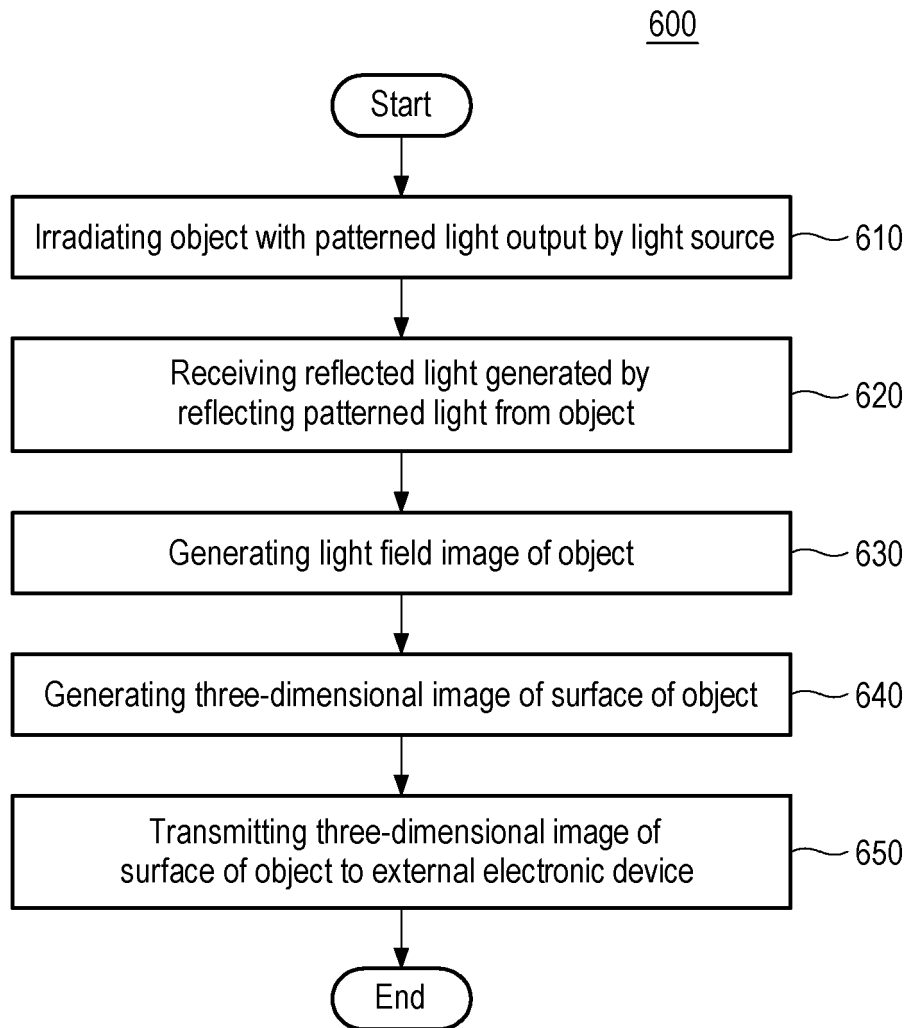 600
Start
Irradiating object with patterned light output by light source
610
Receiving reflected light generated by
reflecting patterned light from object
620
Generating light field image of object
630
Generating three-dimensional image of surface of object
640
Transmitting three-dimensional image of
surface of object to external electronic device
650
End